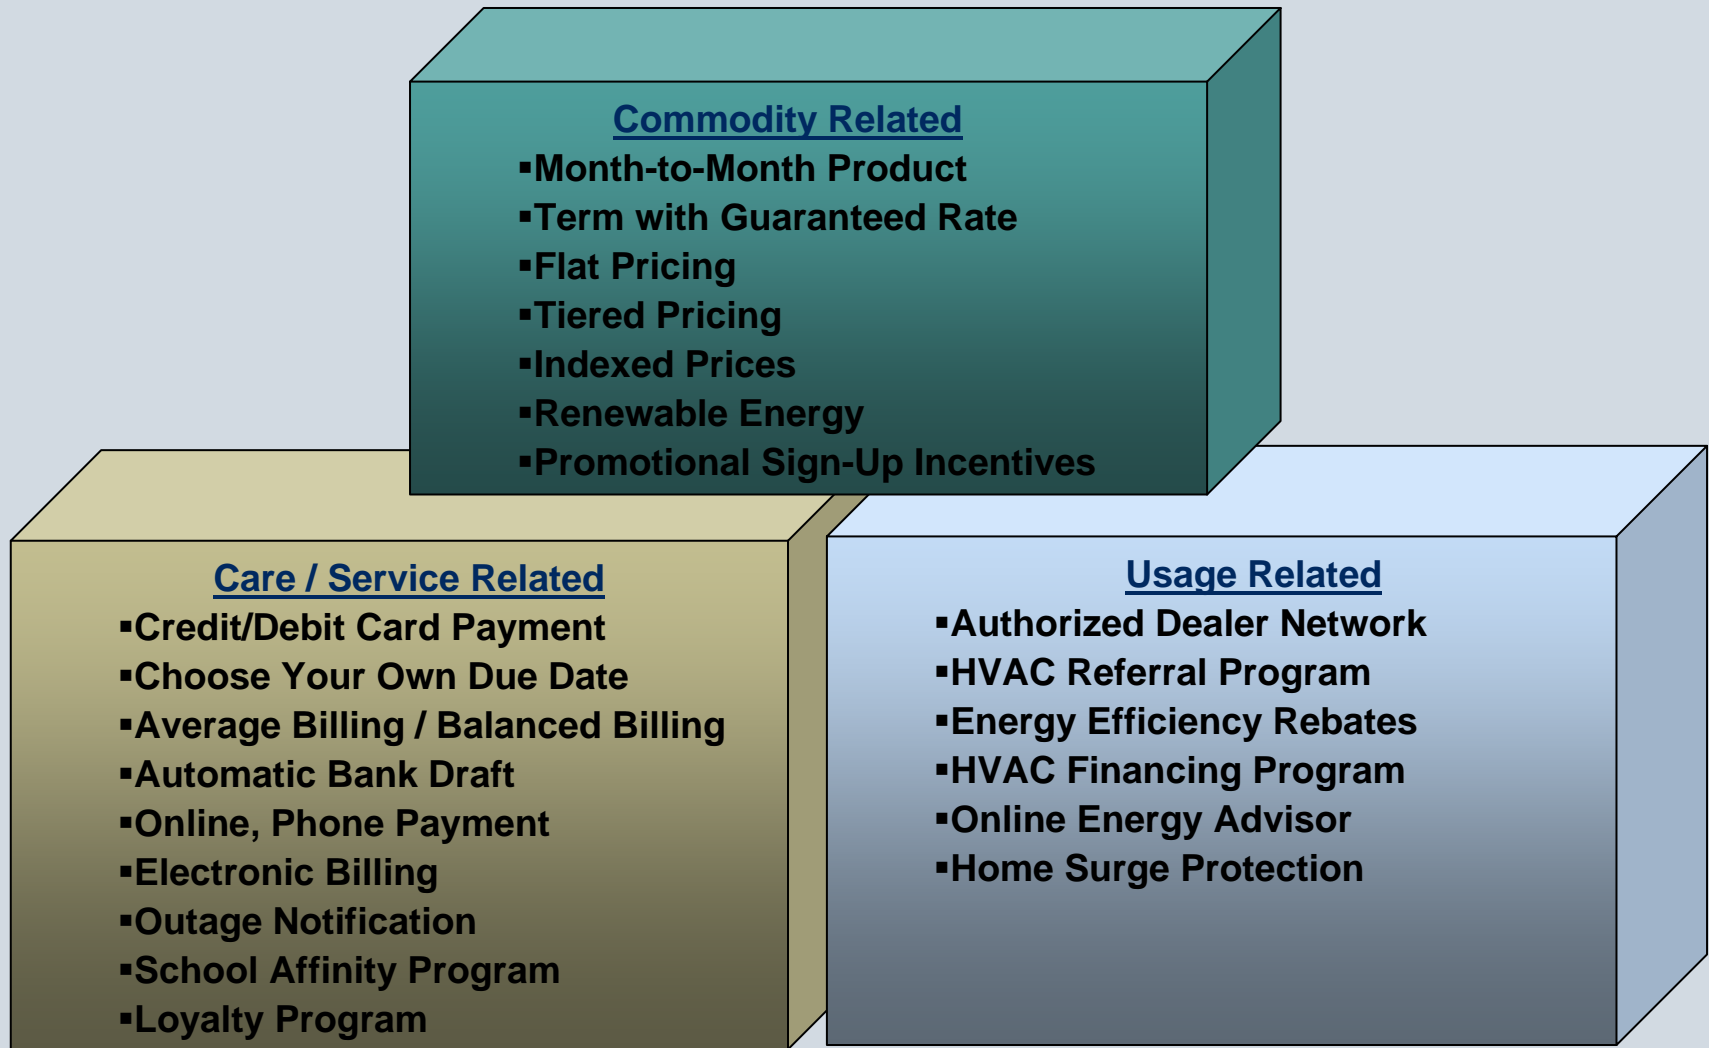 Commodity Related
▪Month-to-Month Product
▪Term with Guaranteed Rate
▪Flat Pricing
▪Tiered Pricing
▪Indexed Prices
▪Renewable Energy
▪Promotional Sign-Up Incentives
Care / Service Related
▪Credit/Debit Card Payment
▪Choose Your Own Due Date
▪Average Billing / Balanced Billing
▪Automatic Bank Draft
▪Online, Phone Payment
▪Electronic Billing
▪Outage Notification
▪School Affinity Program
▪Loyalty Program
Usage Related
▪Authorized Dealer Network
▪HVAC Referral Program
▪Energy Efficiency Rebates
▪HVAC Financing Program
▪Online Energy Advisor
▪Home Surge Protection